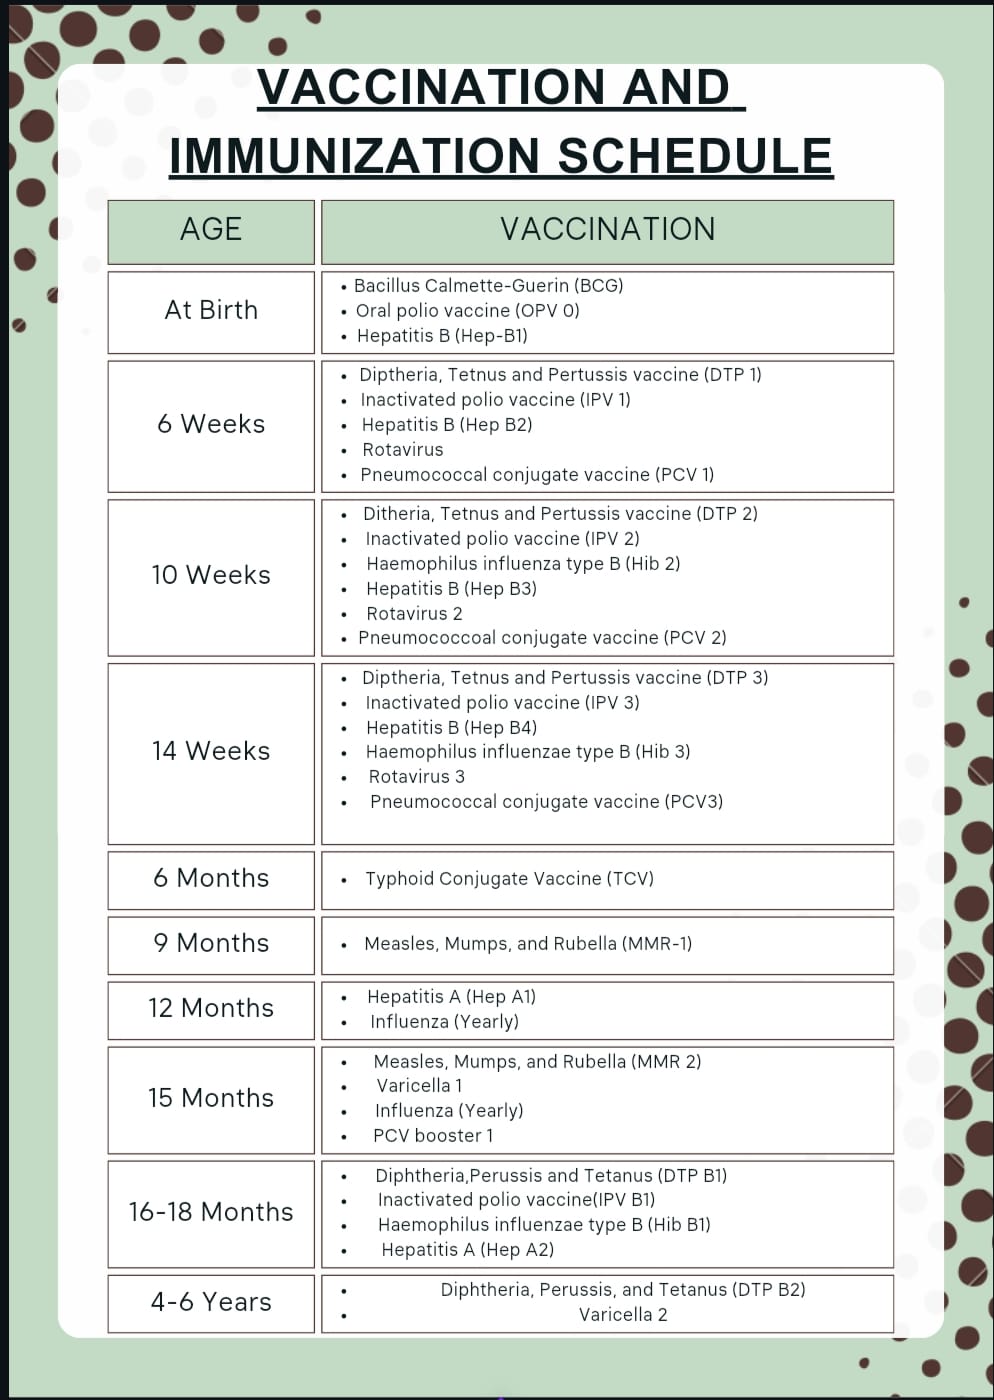 VACCINATION AND
IMMUNIZATION SCHEDULE
AGE
VACCINATION
At Birth
• Bacillus Calmette-Guerin (BCG)
• Oral polio vaccine (OPV 0)
• Hepatitis B (Hep-B1)
6 Weeks
• Diptheria, Tetnus and Pertussis vaccine (DTP 1)
• Inactivated polio vaccine (IPV 1)
• Hepatitis B (Hep B2)
• Rotavirus
• Pneumococcal conjugate vaccine (PCV 1)
10 Weeks
• Ditheria, Tetnus and Pertussis vaccine (DTP 2)
• Inactivated polio vaccine (IPV 2)
• Haemophilus influenza type B (Hib 2)
• Hepatitis B (Hep B3)
• Rotavirus 2
• Pneumococcoal conjugate vaccine (PCV 2)
14 Weeks
• Diptheria, Tetnus and Pertussis vaccine (DTP 3)
• Inactivated polio vaccine (IPV 3)
• Hepatitis B (Hep B4)
• Haemophilus influenzae type B (Hib 3)
• Rotavirus 3
• Pneumococcal conjugate vaccine (PCV3)
6 Months
• Typhoid Conjugate Vaccine (TCV)
9 Months
• Measles, Mumps, and Rubella (MMR-1)
12 Months
• Hepatitis A (Hep A1)
• Influenza (Yearly)
15 Months
• Measles, Mumps, and Rubella (MMR 2)
• Varicella 1
• Influenza (Yearly)
• PCV booster 1
16-18 Months
• Diphtheria,Perussis and Tetanus (DTP B1)
• Inactivated polio vaccine(IPV B1)
• Haemophilus influenzae type B (Hib B1)
• Hepatitis A (Hep A2)
4-6 Years
• Diphtheria, Perussis, and Tetanus (DTP B2)
• Varicella 2